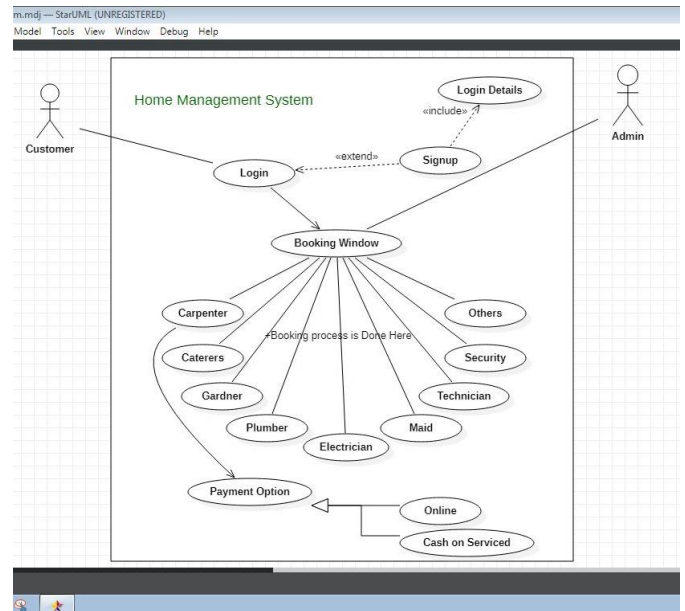 m.mdj — StarUML (UNREGISTERED)
Model Tools View Window Debug Help
Home Management System
Login Details
«include»
Customer
Admin
«extend»
Signup
Login
Booking Window
Carpenter
Others
+Booking process is Done Here
Caterers
Security
Gardner
Technician
Plumber
Maid
Electrician
Payment Option
Online
Cash on Serviced